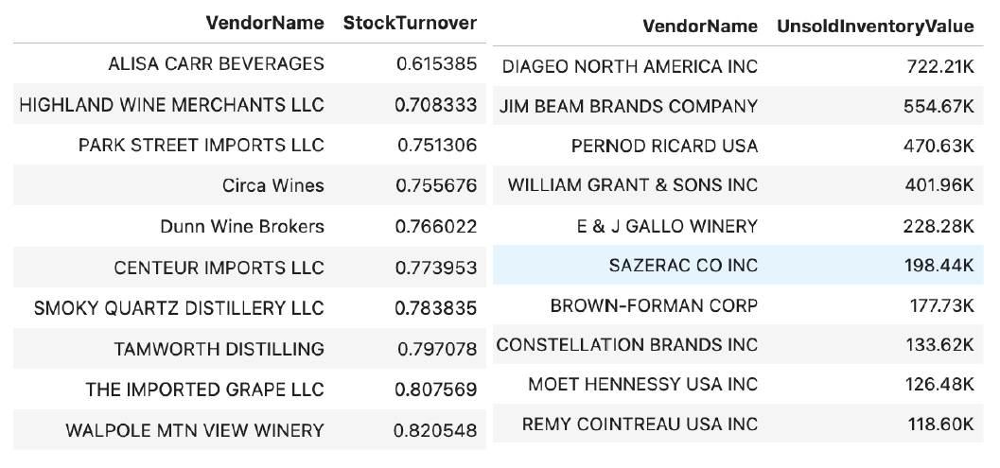 VendorName StockTurnover
ALISA CARR BEVERAGES 0.615385
HIGHLAND WINE MERCHANTS LLC 0.708333
PARK STREET IMPORTS LLC 0.751306
Circa Wines 0.755676
Dunn Wine Brokers 0.766022
CENTEUR IMPORTS LLC 0.773953
SMOKY QUARTZ DISTILLERY LLC 0.783835
TAMWORTH DISTILLING 0.797078
THE IMPORTED GRAPE LLC 0.807569
WALPOLE MTN VIEW WINERY 0.820548
VendorName UnsoldInventoryValue
DIAGEO NORTH AMERICA INC 722.21K
JIM BEAM BRANDS COMPANY 554.67K
PERNOD RICARD USA 470.63K
WILLIAM GRANT & SONS INC 401.96K
E & J GALLO WINERY 228.28K
SAZERAC CO INC 198.44K
BROWN-FORMAN CORP 177.73K
CONSTELLATION BRANDS INC 133.62K
MOET HENNESSY USA INC 126.48K
REMY COINTREAU USA INC 118.60K